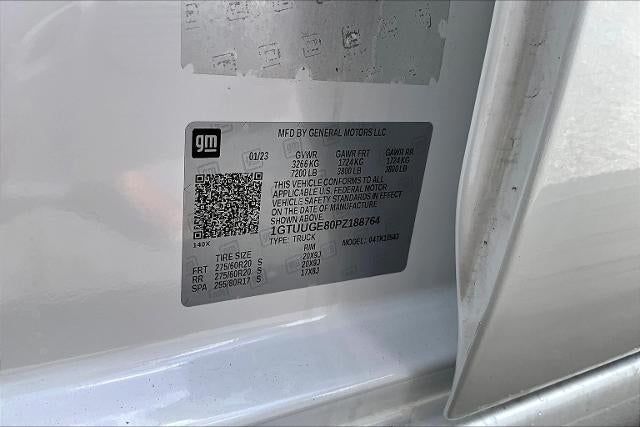 gm
MFD BY GENERAL MOTORS LLC
01/23 GVWR GAWR FRT GAWR RR
3266 KG 1724 KG 1724 KG
7200 LB 3800 LB 3800 LB
THIS VEHICLE CONFORMS TO ALL
APPLICABLE U.S. FEDERAL MOTOR
VEHICLE SAFETY STANDARDS IN EFFECT
ON THE DATE OF MANUFACTURE
SHOWN ABOVE.
1GTUUGE80PZ188764
TYPE: TRUCK MODEL:
140X
TIRE SIZE RIM
FRT 275/60R20 S 20X9J
RR 275/60R20 S 20X9J
SPA 255/80R17 S 17X8J